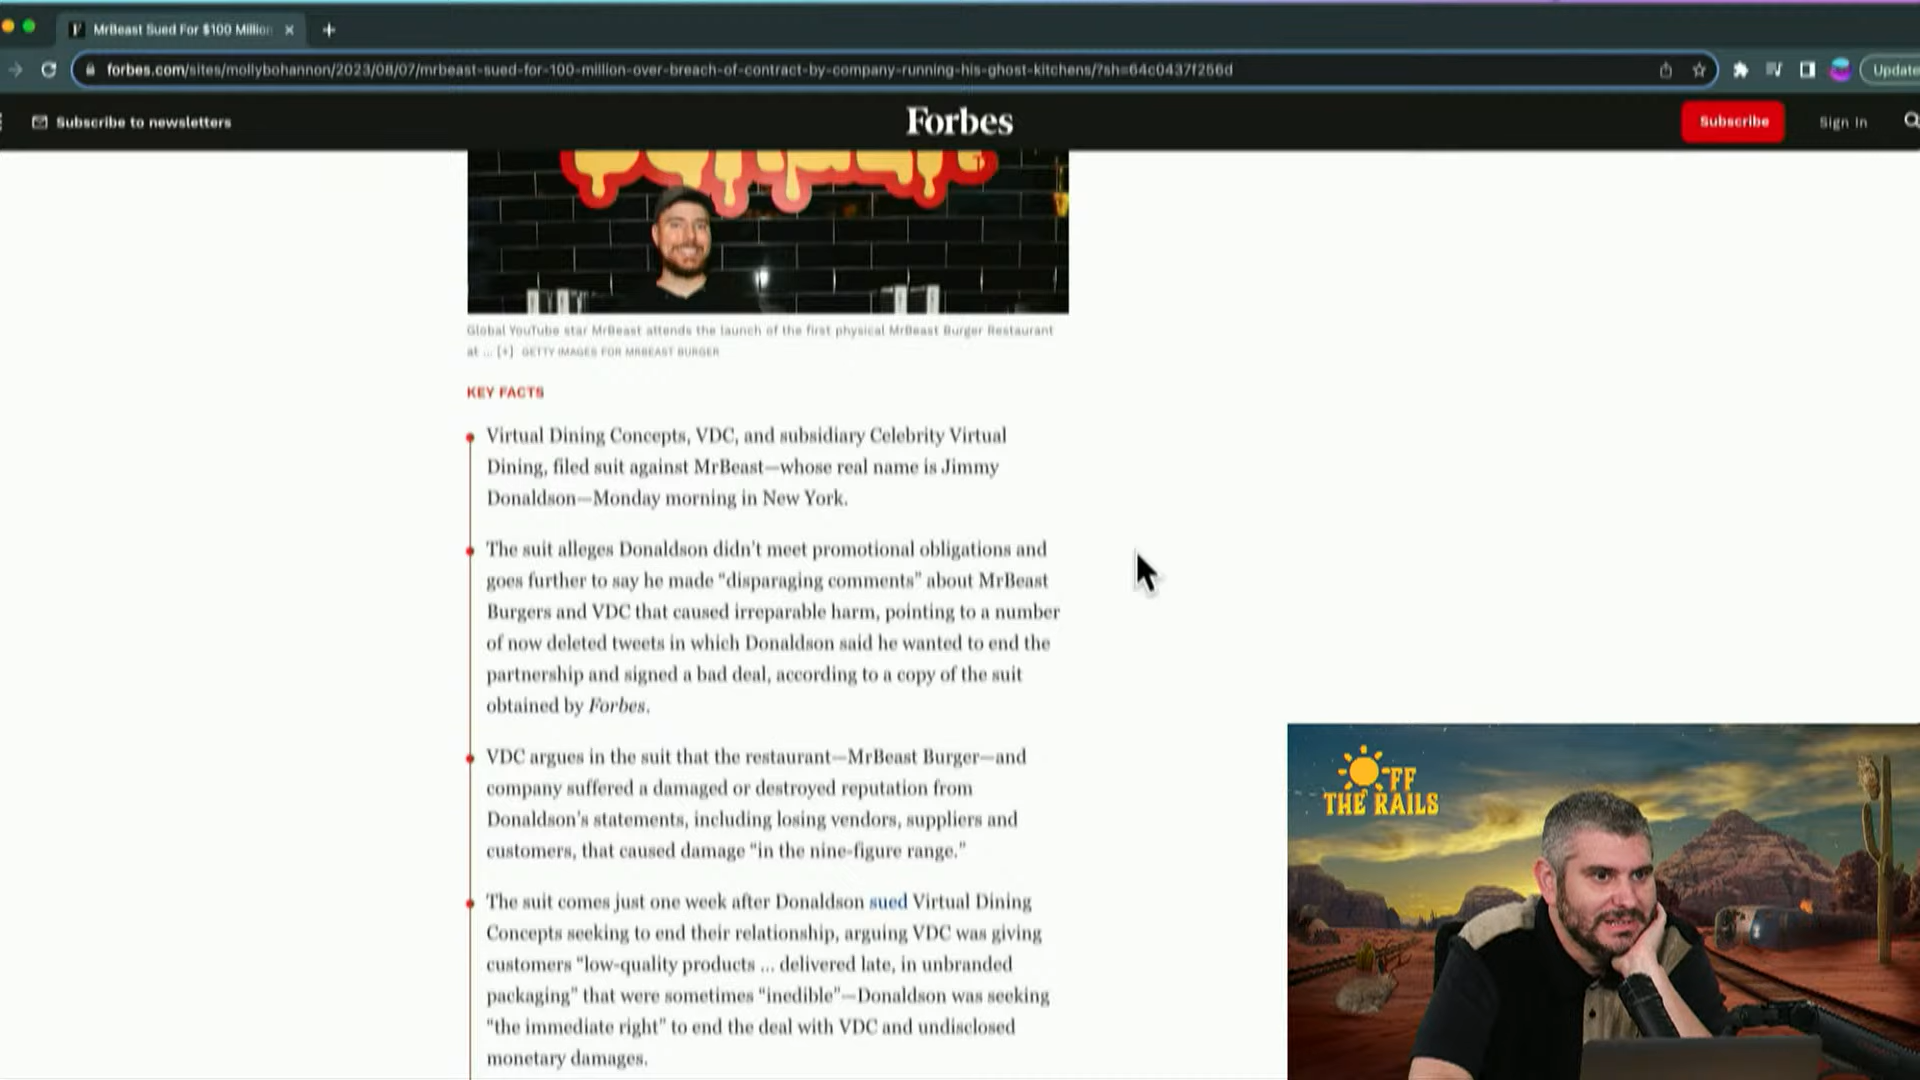 MrBeast Sued For $100 Million
forbes.com/sites/mollybohannon/2023/08/07/mrbeast-sued-for-100-million-over-breach-of-contract-by-company-running-his-ghost-kitchens/?sh=64c0437f256d
Update
Subscribe to newsletters
Forbes
Subscribe
Sign In
Global YouTube star MrBeast attends the launch of the first physical MrBeast Burger Restaurant
at ... [+] GETTY IMAGES FOR MRBEAST BURGER
KEY FACTS
Virtual Dining Concepts, VDC, and subsidiary Celebrity Virtual
Dining, filed suit against MrBeast—whose real name is Jimmy
Donaldson—Monday morning in New York.
The suit alleges Donaldson didn’t meet promotional obligations and
goes further to say he made “disparaging comments” about MrBeast
Burgers and VDC that caused irreparable harm, pointing to a number
of now deleted tweets in which Donaldson said he wanted to end the
partnership and signed a bad deal, according to a copy of the suit
obtained by Forbes.
VDC argues in the suit that the restaurant—MrBeast Burger—and
company suffered a damaged or destroyed reputation from
Donaldson’s statements, including losing vendors, suppliers and
customers, that caused damage “in the nine-figure range.”
The suit comes just one week after Donaldson sued Virtual Dining
Concepts seeking to end their relationship, arguing VDC was giving
customers “low-quality products ... delivered late, in unbranded
packaging” that were sometimes “inedible”—Donaldson was seeking
“the immediate right” to end the deal with VDC and undisclosed
monetary damages.
OFF
THE RAILS